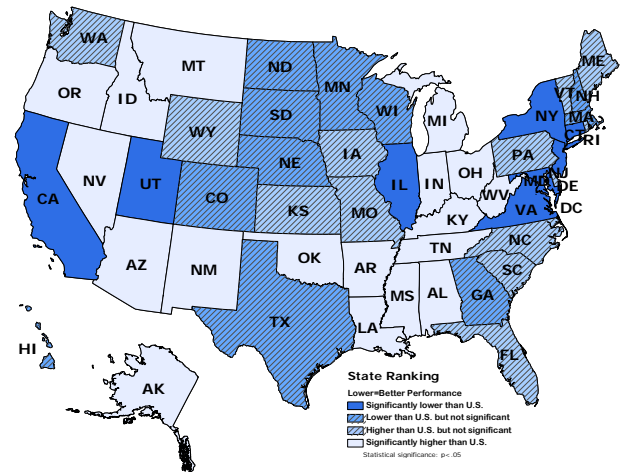 WA
MT
ND
MN
ME
OR
ID
SD
WI
VT
NH
WY
MI
NY
MA
CT
RI
NV
UT
NE
IA
PA
CA
CO
IL
IN
OH
NJ
MD
DE
KS
MO
WV
VA
DC
KY
AZ
NM
OK
TN
NC
AR
SC
MS
AL
GA
TX
LA
FL
HI
AK
State Ranking
Lower=Better Performance
Significantly lower than U.S.
Lower than U.S. but not significant
Higher than U.S. but not significant
Significantly higher than U.S.
Statistical significance: p<.05